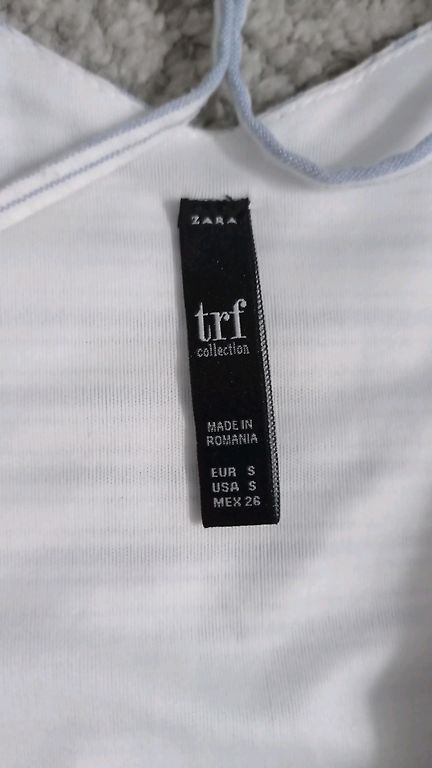 ZARA
trf
collection
MADE IN
ROMANIA
EUR S
USA S
MEX 26